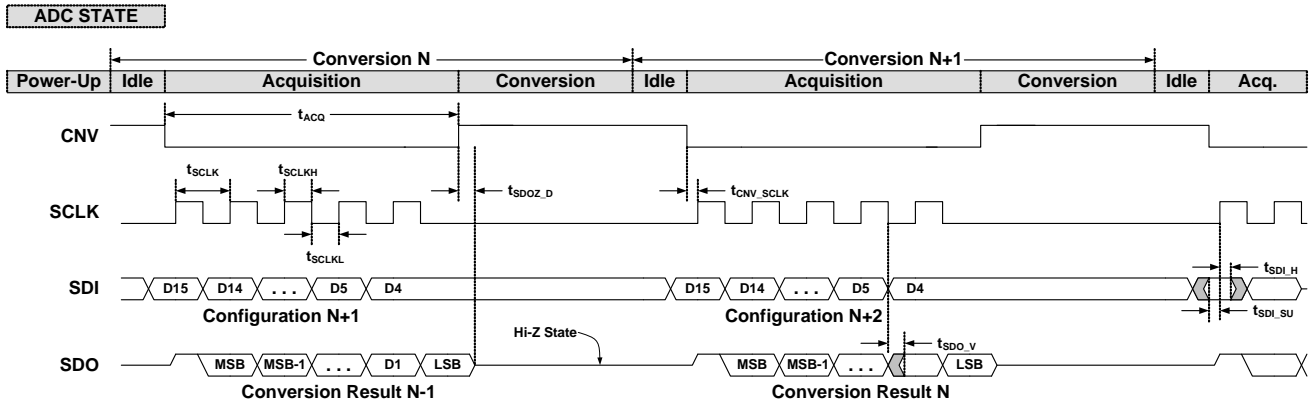 ADC STATE
Conversion N Conversion N+1
Power-Up Idle Acquisition Conversion Idle Acquisition Conversion Idle Acq.
tACQ
CNV
tSCLK tSCLKH tSDOZ_D tCNV_SCLK
SCLK
tSCLKL
tSDI_H
SDI D15 D14 . . . D5 D4 D15 D14 . . . D5 D4
tSDI_SU
Configuration N+1 Configuration N+2
Hi-Z State tSDO_V
SDO MSB MSB-1 . . . D1 LSB MSB MSB-1 . . . LSB
Conversion Result N-1 Conversion Result N